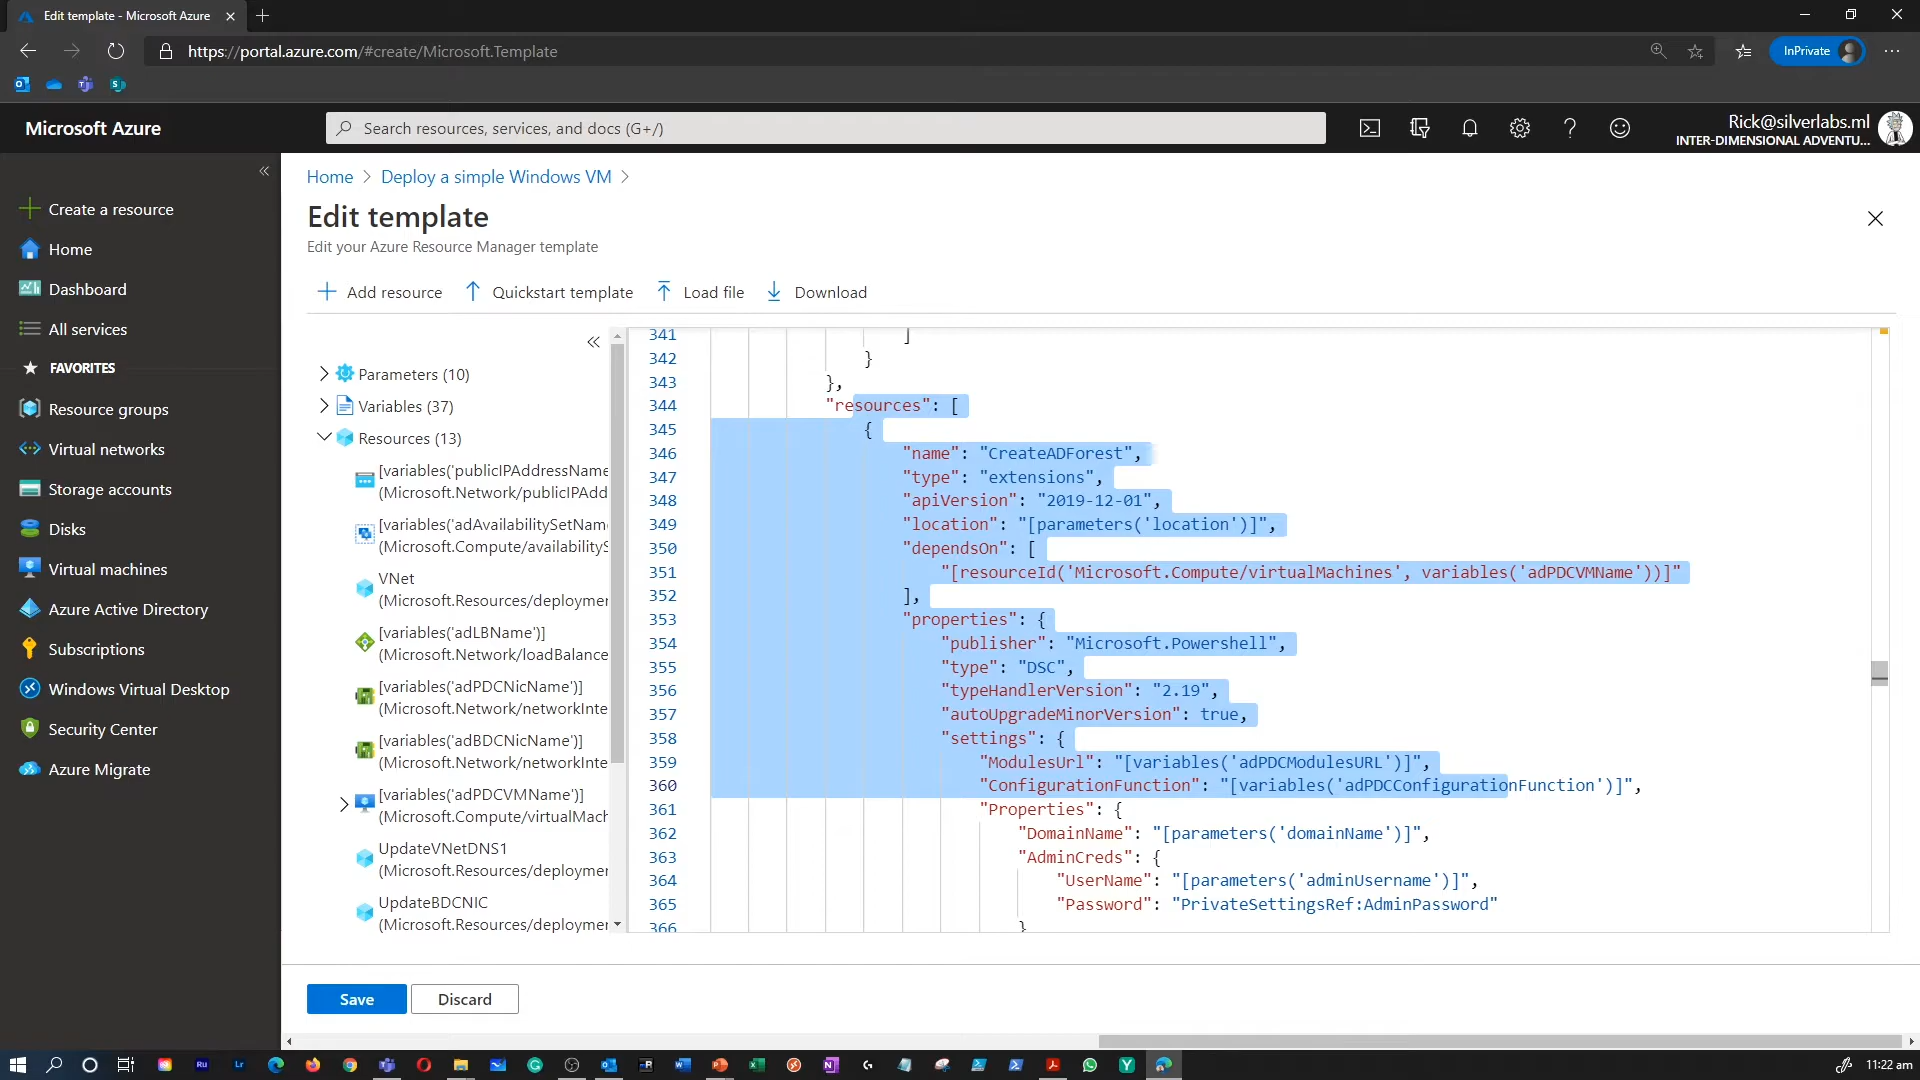 Edit template - Microsoft Azure
https://portal.azure.com/#create/Microsoft.Template
InPrivate
Microsoft Azure
Search resources, services, and docs (G+/)
Rick@silverlabs.ml
INTER-DIMENSIONAL ADVENTU...
Create a resource
Home
Dashboard
All services
FAVORITES
Resource groups
Virtual networks
Storage accounts
Disks
Virtual machines
Azure Active Directory
Subscriptions
Windows Virtual Desktop
Security Center
Azure Migrate
Home > Deploy a simple Windows VM >
Edit template
Edit your Azure Resource Manager template
Add resource
Quickstart template
Load file
Download
Parameters (10)
Variables (37)
Resources (13)
[variables('publicIPAddressName
(Microsoft.Network/publicIPAdd
[variables('adAvailabilitySetName
(Microsoft.Compute/availabilityS
VNet
(Microsoft.Resources/deploymer
[variables('adLBName')]
(Microsoft.Network/loadBalance
[variables('adPDCNicName')]
(Microsoft.Network/networkInte
[variables('adBDCNicName')]
(Microsoft.Network/networkInte
[variables('adPDCVMName')]
(Microsoft.Compute/virtualMach
UpdateVNetDNS1
(Microsoft.Resources/deploymer
UpdateBDCNIC
(Microsoft.Resources/deploymer
341 ]
342 }
343 },
344 "resources": [
345 {
346 "name": "CreateADForest",
347 "type": "extensions",
348 "apiVersion": "2019-12-01",
349 "location": "[parameters('location')]",
350 "dependsOn": [
351 "[resourceId('Microsoft.Compute/virtualMachines', variables('adPDCVMName'))]"
352 ],
353 "properties": {
354 "publisher": "Microsoft.Powershell",
355 "type": "DSC",
356 "typeHandlerVersion": "2.19",
357 "autoUpgradeMinorVersion": true,
358 "settings": {
359 "ModulesUrl": "[variables('adPDCModulesURL')]",
360 "ConfigurationFunction": "[variables('adPDCConfigurationFunction')]",
361 "Properties": {
362 "DomainName": "[parameters('domainName')]",
363 "AdminCreds": {
364 "UserName": "[parameters('adminUsername')]",
365 "Password": "PrivateSettingsRef:AdminPassword"
366 }
Save
Discard
11:22 am